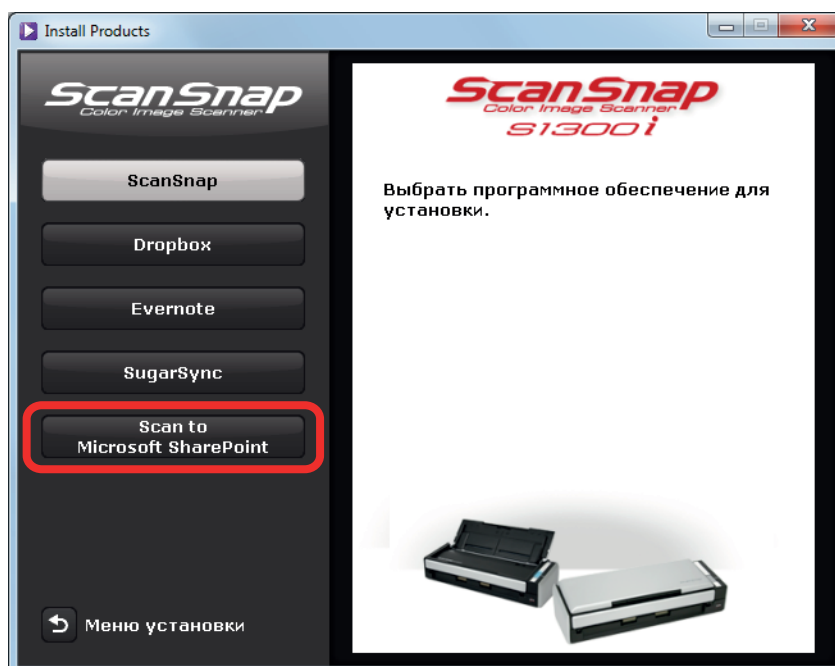 Install Products
ScanSnap
Color Image Scanner
ScanSnap
Dropbox
Evernote
SugarSync
Scan to
Microsoft SharePoint
Меню установки
ScanSnap
Color Image Scanner
S1300i
Выбрать программное обеспечение для
установки.